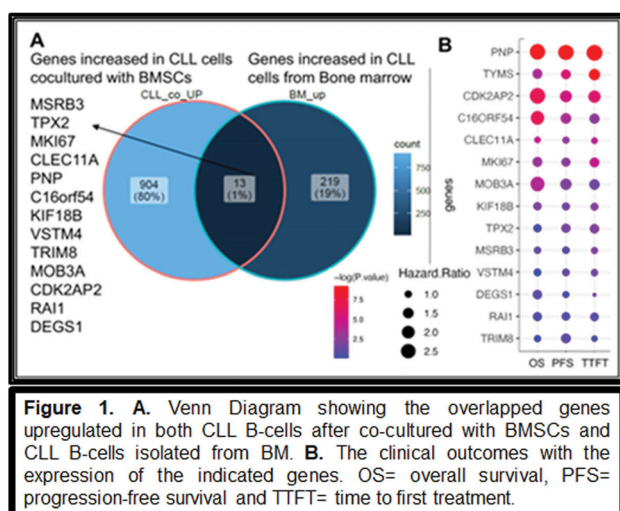 A
B
Genes increased in CLL cells
cocultured with BMSCs
Genes increased in CLL
cells from Bone marrow
CLL_co_UP
BM_up
MSRB3
TPX2
MKI67
CLEC11A
PNP
C16orf54
KIF18B
VSTM4
TRIM8
MOB3A
CDK2AP2
RAI1
DEGS1
904
(80%)
13
(1%)
219
(19%)
count
750
500
250
-log(P.value)
7.5
5.0
2.5
Hazard.Ratio
1.0
1.5
2.0
2.5
genes
PNP
TYMS
CDK2AP2
C16ORF54
CLEC11A
MKI67
MOB3A
KIF18B
TPX2
MSRB3
VSTM4
DEGS1
RAI1
TRIM8
OS PFS TTFT
Figure 1. A. Venn Diagram showing the overlapped genes
upregulated in both CLL B-cells after co-cultured with BMSCs and
CLL B-cells isolated from BM. B. The clinical outcomes with the
expression of the indicated genes. OS= overall survival, PFS=
progression-free survival and TTFT= time to first treatment.